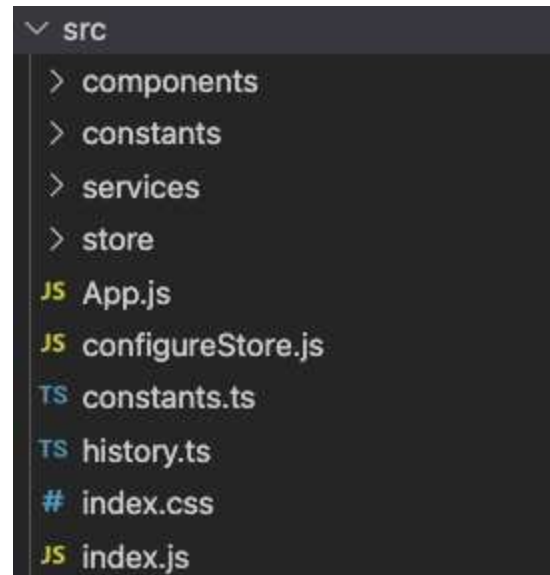 src
components
constants
services
store
JS App.js
JS configureStore.js
TS constants.ts
TS history.ts
# index.css
JS index.js